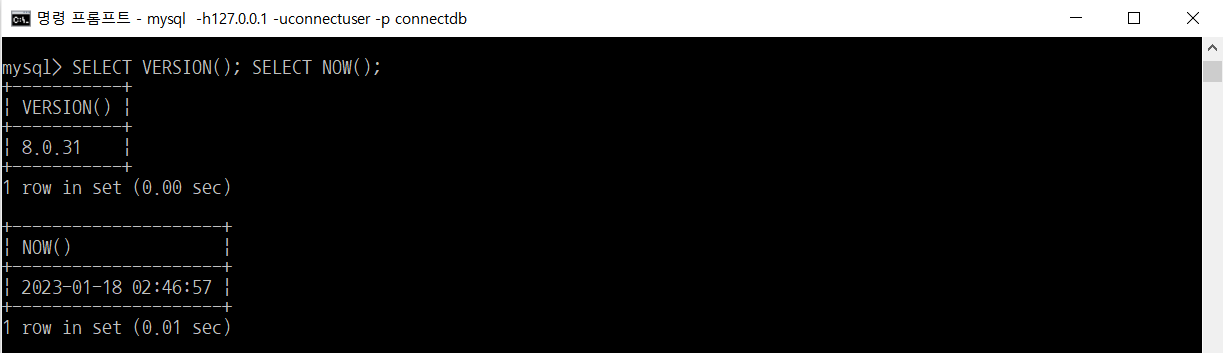 명령 프롬프트 - mysql  -h127.0.0.1 -uconnectuser -p connectdb
mysql> SELECT VERSION(); SELECT NOW();
+-----------+
¦ VERSION() ¦
+-----------+
¦ 8.0.31    ¦
+-----------+
1 row in set (0.00 sec)
+---------------------+
¦ NOW()               ¦
+---------------------+
¦ 2023-01-18 02:46:57 ¦
+---------------------+
1 row in set (0.01 sec)